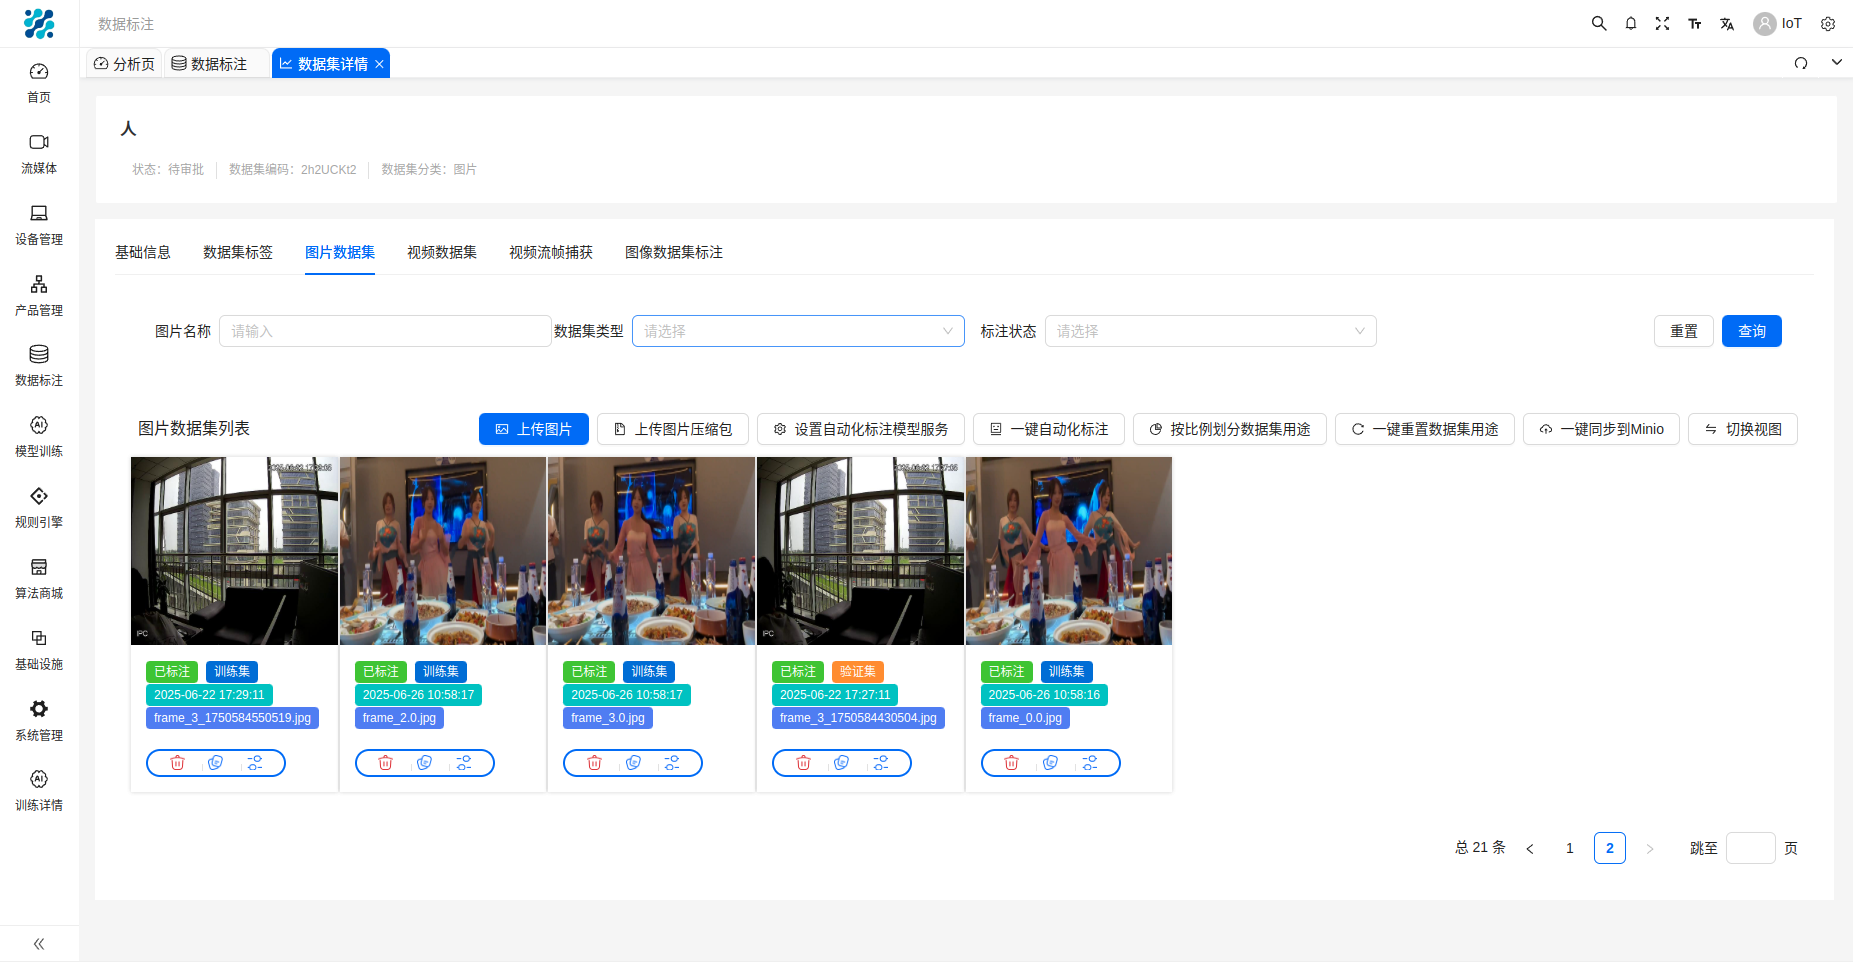 数据标注
IoT
分析页
数据标注
数据集详情
首页
流媒体
设备管理
产品管理
数据标注
模型训练
规则引擎
算法商城
基础设施
系统管理
训练详情
人
状态：待审批
数据集编码：2h2UCKt2
数据集分类：图片
基础信息
数据集标签
图片数据集
视频数据集
视频流帧捕获
图像数据集标注
图片名称
请输入
数据集类型
请选择
标注状态
请选择
重置
查询
图片数据集列表
上传图片
上传图片压缩包
设置自动化标注模型服务
一键自动化标注
按比例划分数据集用途
一键重置数据集用途
一键同步到Minio
切换视图
IPC
已标注 训练集
2025-06-22 17:29:11
frame_3_1750584550519.jpg
已标注 训练集
2025-06-26 10:58:17
frame_2.0.jpg
已标注 训练集
2025-06-26 10:58:17
frame_3.0.jpg
IPC
已标注 验证集
2025-06-22 17:27:11
frame_3_1750584430504.jpg
已标注 训练集
2025-06-26 10:58:16
frame_0.0.jpg
总 21 条
1
2
跳至
页